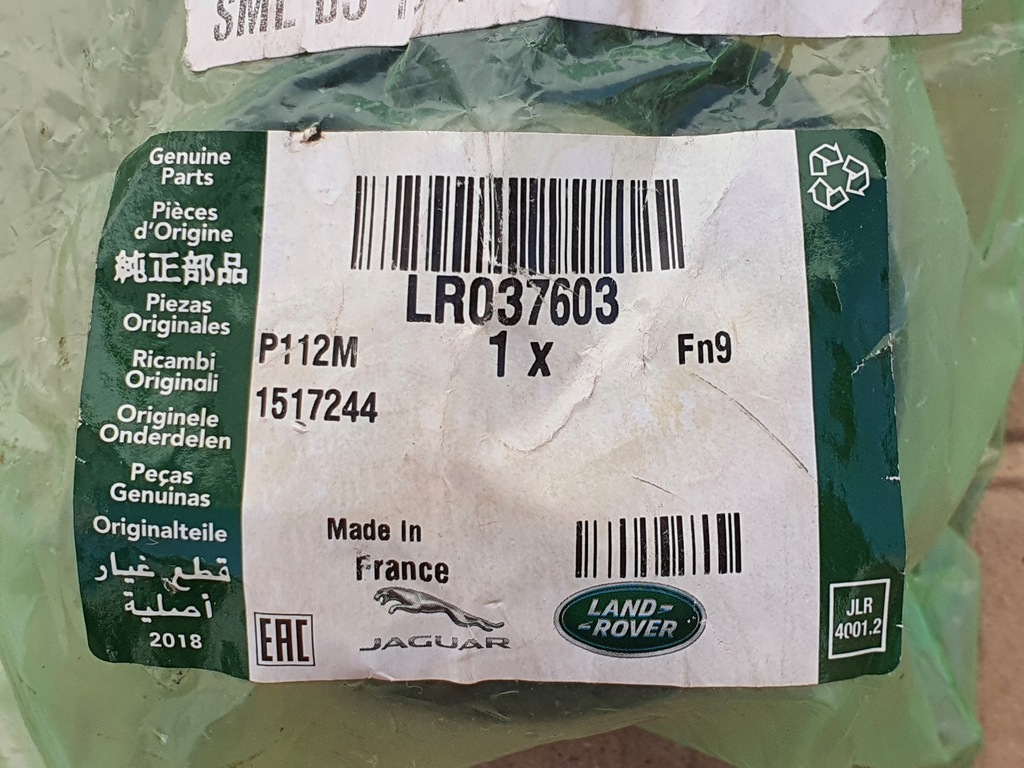 Genuine
Parts
Pièces
d'Origine
純正部品
Piezas
Originales
Ricambi
Originali
Originele
Onderdelen
Peças
Genuinas
Originalteile
قطع غيار
أصلية
2018
LR037603
P112M
1 x
Fn9
1517244
Made in
France
EAC
JAGUAR
LAND-
-ROVER
JLR
4001.2